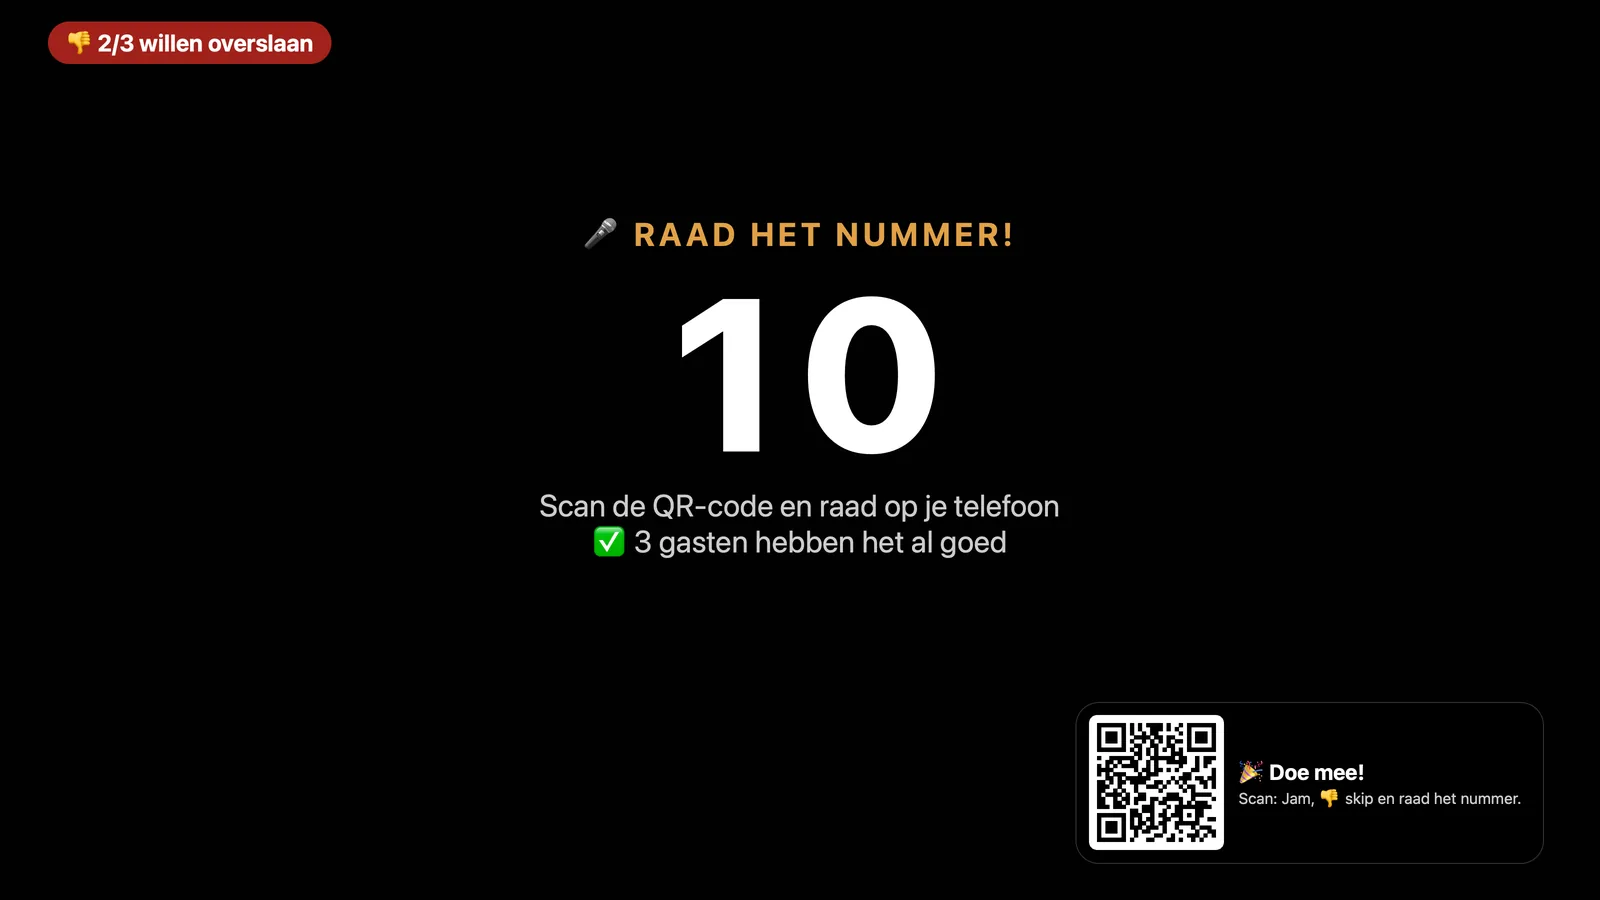 👎 2/3 willen overslaan
🎤 RAAD HET NUMMER!
10
Scan de QR-code en raad op je telefoon
✅ 3 gasten hebben het al goed
🎉 Doe mee!
Scan: Jam, 👎 skip en raad het nummer.